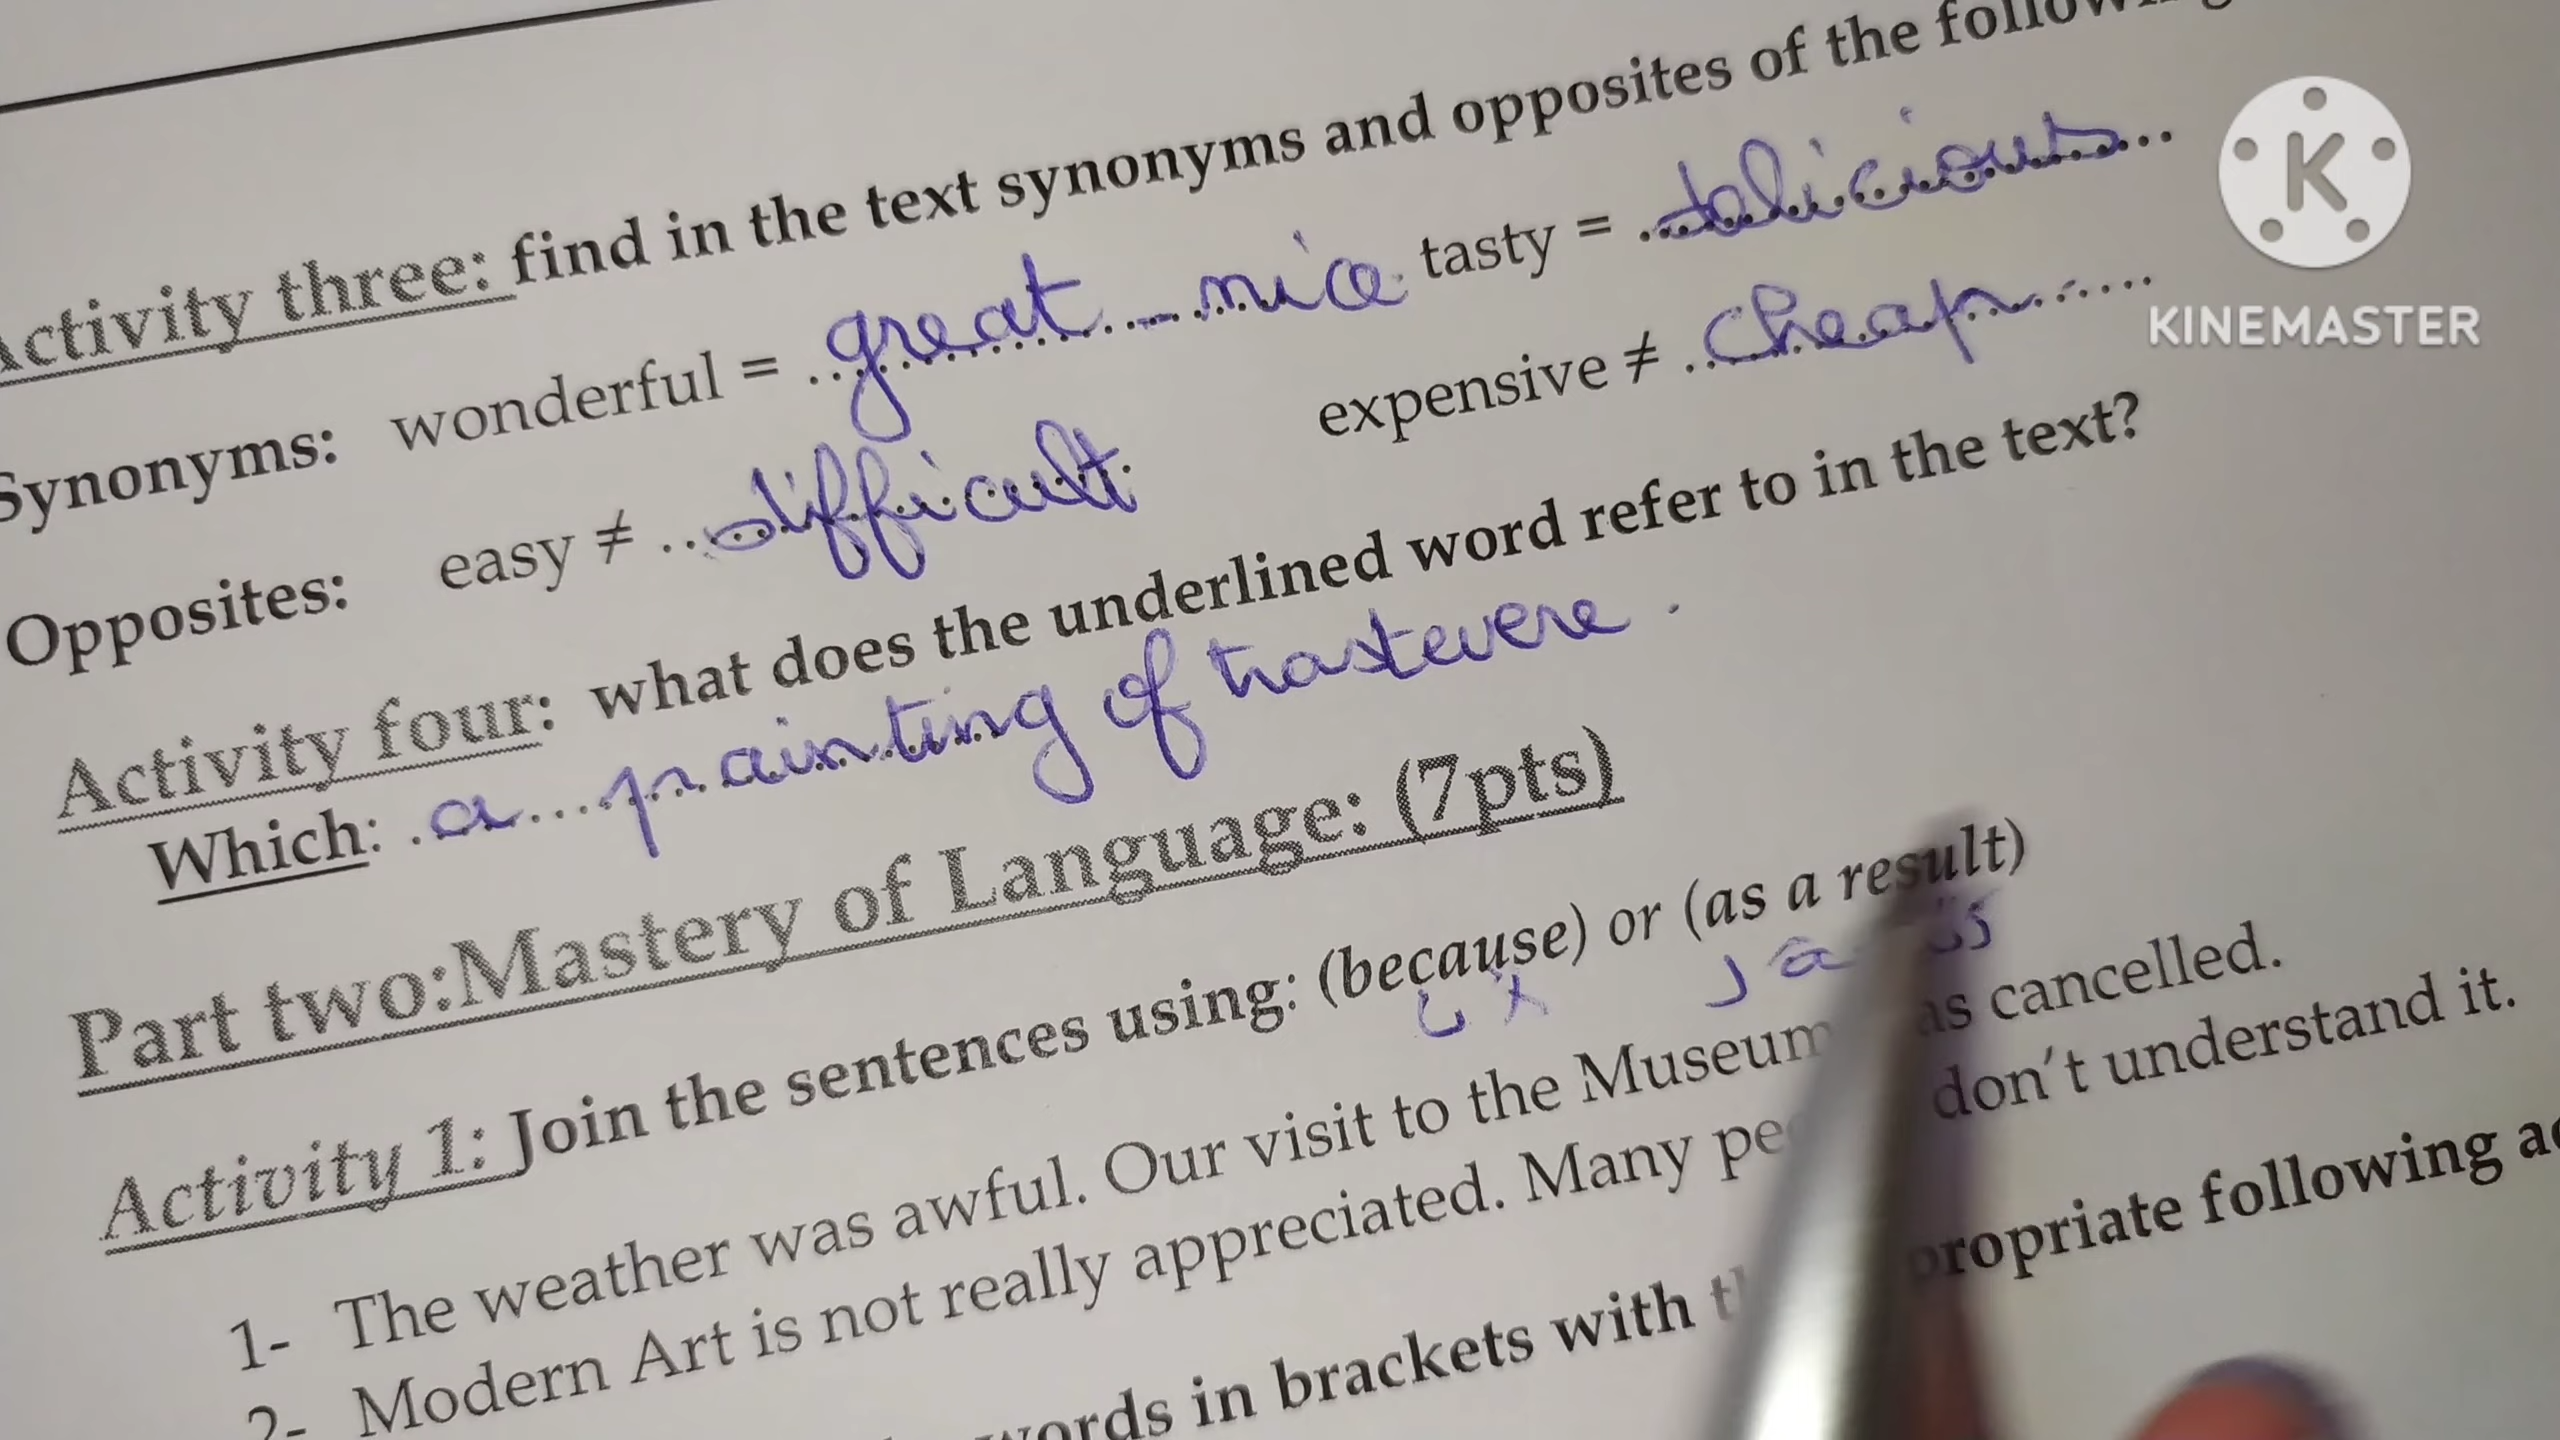 Activity three: find in the text synonyms and opposites of the following
Synonyms: wonderful = great - nice tasty = delicious
Opposites: easy ≠ difficult expensive ≠ cheap
Activity four: what does the underlined word refer to in the text?
Which: a painting of trastevere.
Part two: Mastery of Language: (7pts)
Activity 1: Join the sentences using: (because) or (as a result)
1- The weather was awful. Our visit to the Museum as cancelled.
2- Modern Art is not really appreciated. Many don't understand it.
words in brackets with following
KINEMASTER